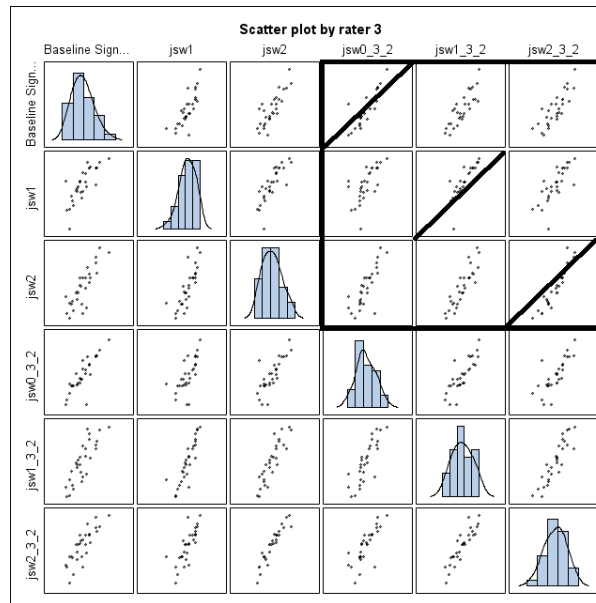 Scatter plot by rater 3
Baseline Sign... jsw1 jsw2 jsw0_3_2 jsw1_3_2 jsw2_3_2
Baseline Sign...
jsw1
jsw2
jsw0_3_2
jsw1_3_2
jsw2_3_2